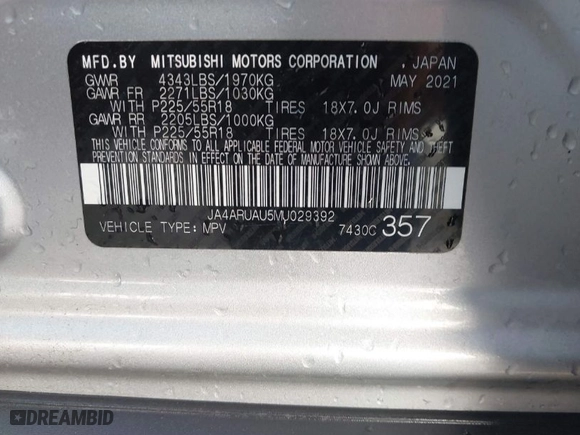 MFD.BY MITSUBISHI MOTORS CORPORATION , JAPAN
GVWR 4343LBS/1970KG MAY 2021
GAWR FR 2271LBS/1030KG
WITH P225/55R18 TIRES 18X7.0J RIMS
GAWR RR 2205LBS/1000KG
WITH P225/55R18 TIRES 18X7.0J RIMS
THIS VEHICLE CONFORMS TO ALL APPLICABLE FEDERAL MOTOR VEHICLE SAFETY AND THEFT
PREVENTION STANDARDS IN EFFECT ON THE DATE OF MANUFACTURE SHOWN ABOVE.
JA4ARUAU5MU029392
VEHICLE TYPE: MPV 7430C 357
DREAMBID